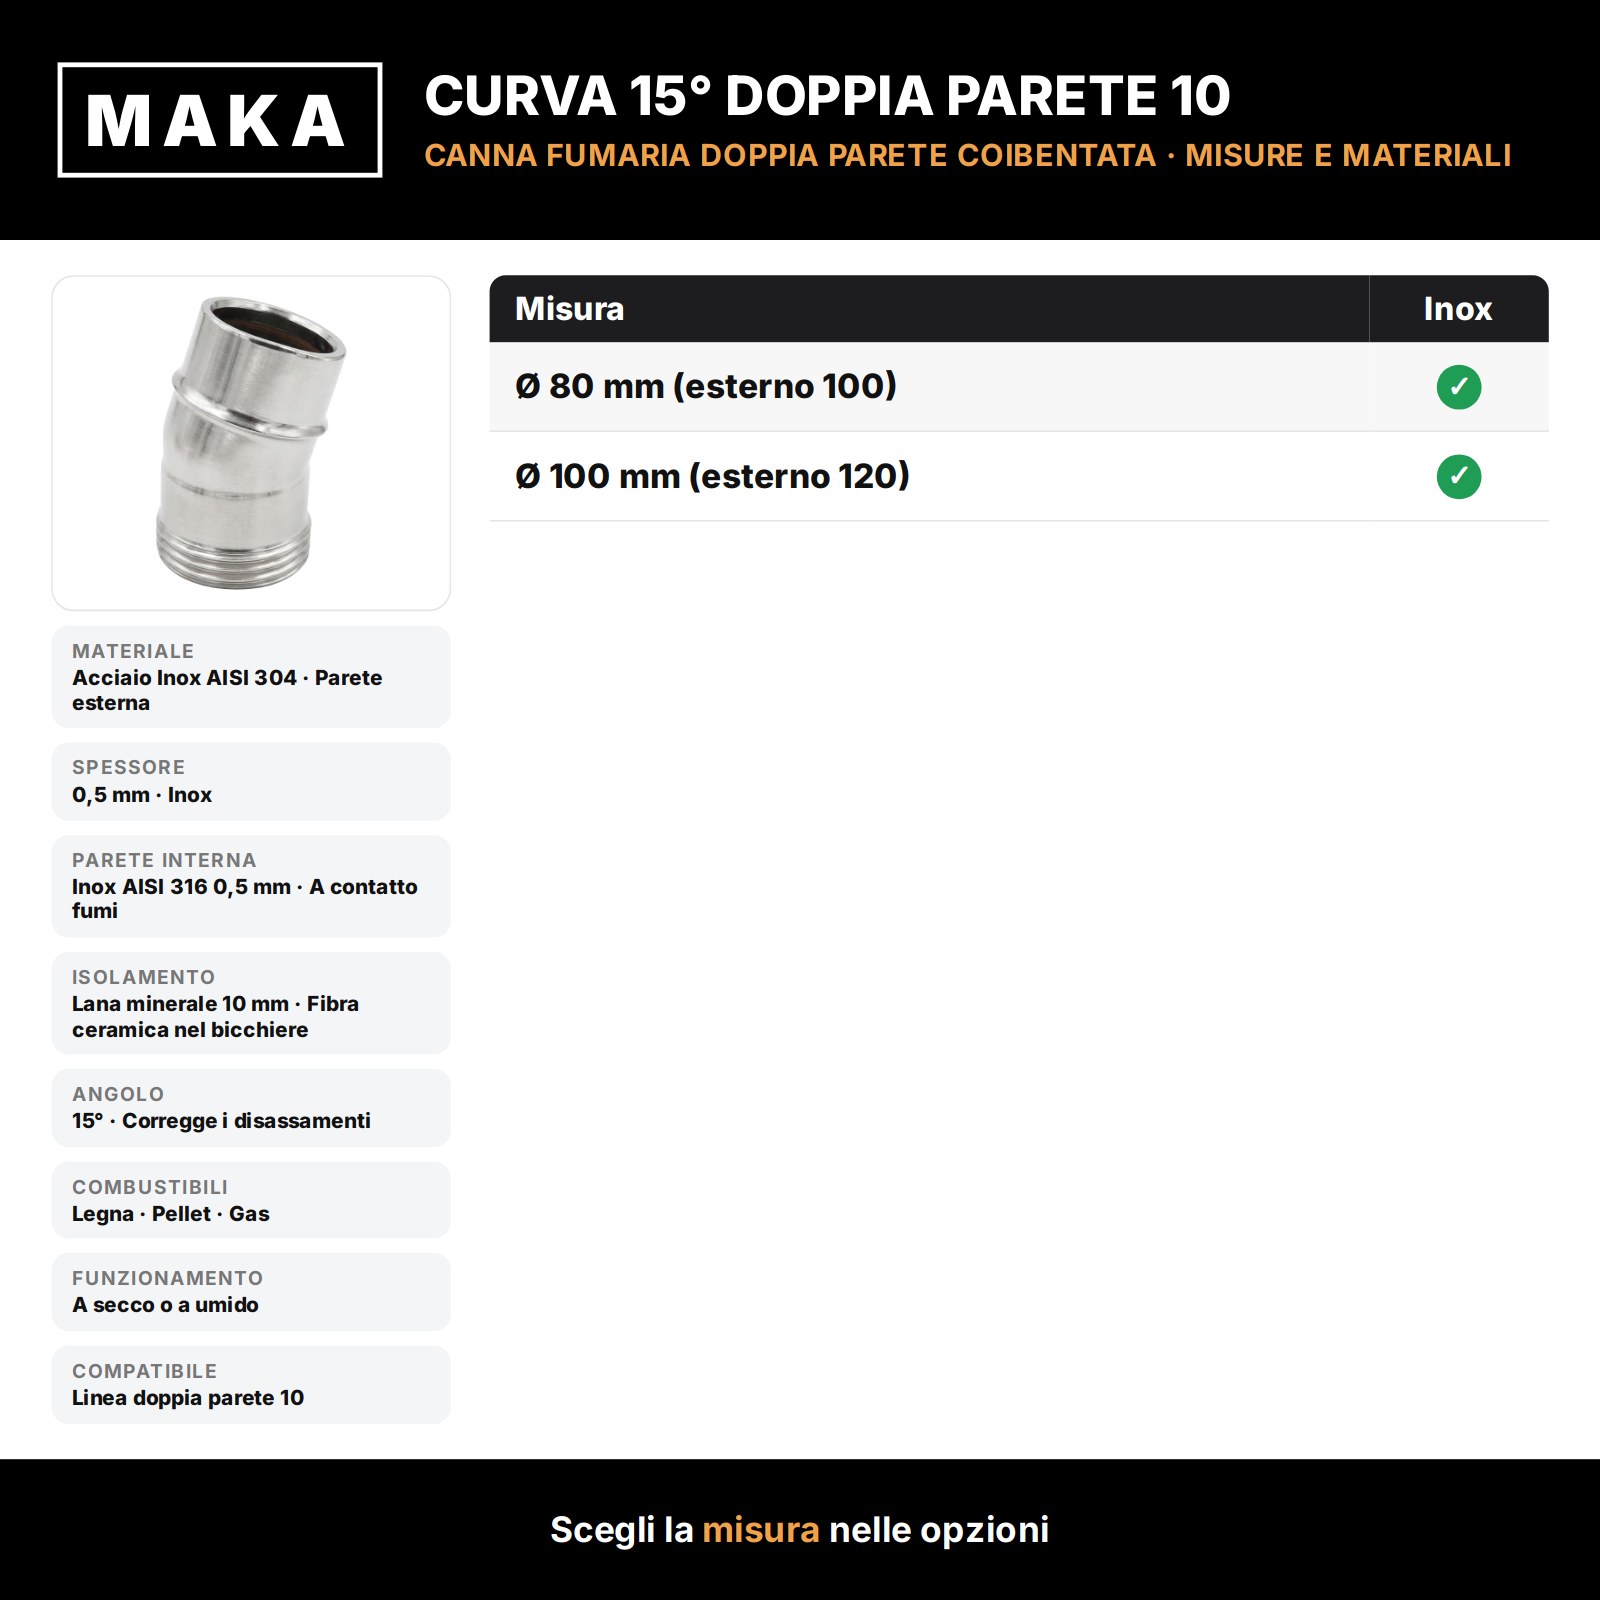 MAKA
CURVA 15° DOPPIA PARETE 10
CANNA FUMARIA DOPPIA PARETE COIBENTATA · MISURE E MATERIALI
Misura Inox
Ø 80 mm (esterno 100) ✓
Ø 100 mm (esterno 120) ✓
MATERIALE
Acciaio Inox AISI 304 · Parete
esterna
SPESSORE
0,5 mm · Inox
PARETE INTERNA
Inox AISI 316 0,5 mm · A contatto
fumi
ISOLAMENTO
Lana minerale 10 mm · Fibra
ceramica nel bicchiere
ANGOLO
15° · Corregge i disassamenti
COMBUSTIBILI
Legna · Pellet · Gas
FUNZIONAMENTO
A secco o a umido
COMPATIBILE
Linea doppia parete 10
Scegli la misura nelle opzioni